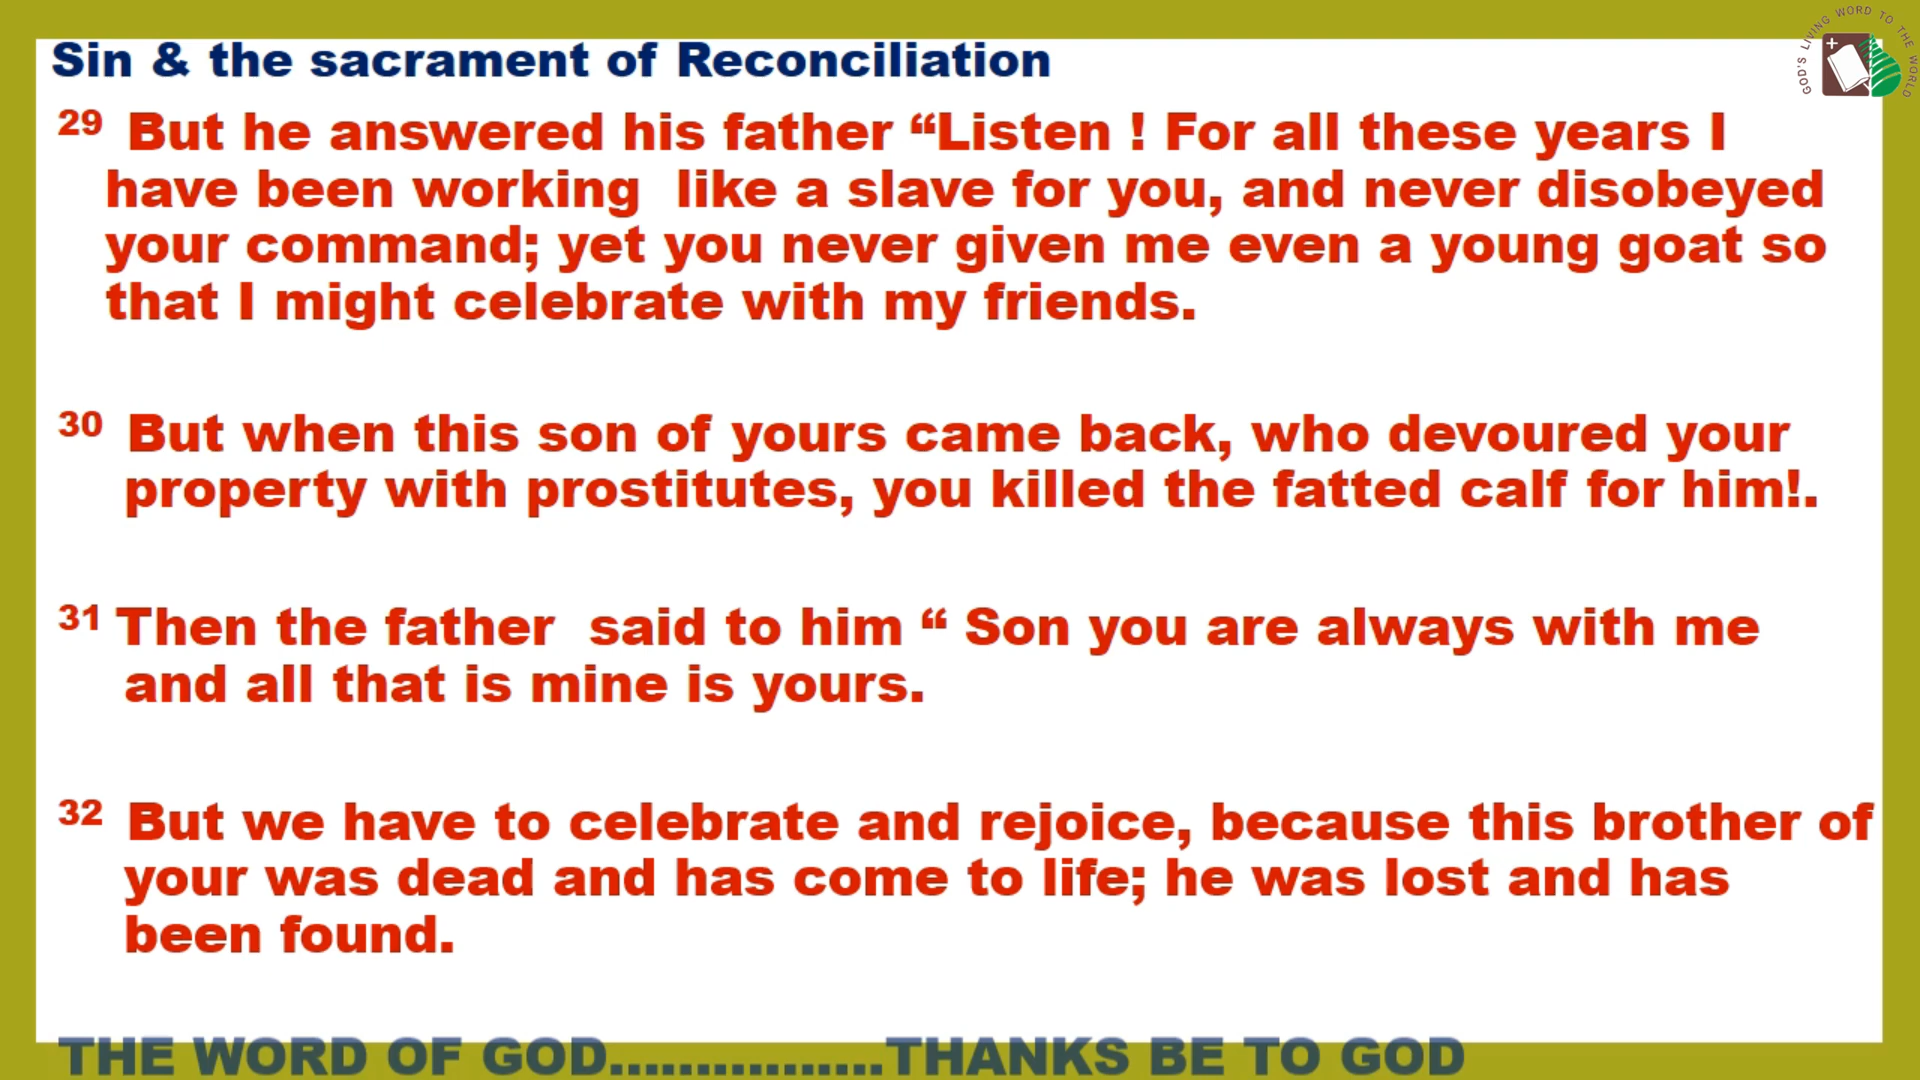 Sin & the sacrament of Reconciliation
GOD'S LIVING WORD TO THE WORLD
29 But he answered his father “Listen ! For all these years I
have been working like a slave for you, and never disobeyed
your command; yet you never given me even a young goat so
that I might celebrate with my friends.
30 But when this son of yours came back, who devoured your
property with prostitutes, you killed the fatted calf for him!.
31 Then the father said to him “ Son you are always with me
and all that is mine is yours.
32 But we have to celebrate and rejoice, because this brother of
your was dead and has come to life; he was lost and has
been found.
THE WORD OF GOD................THANKS BE TO GOD